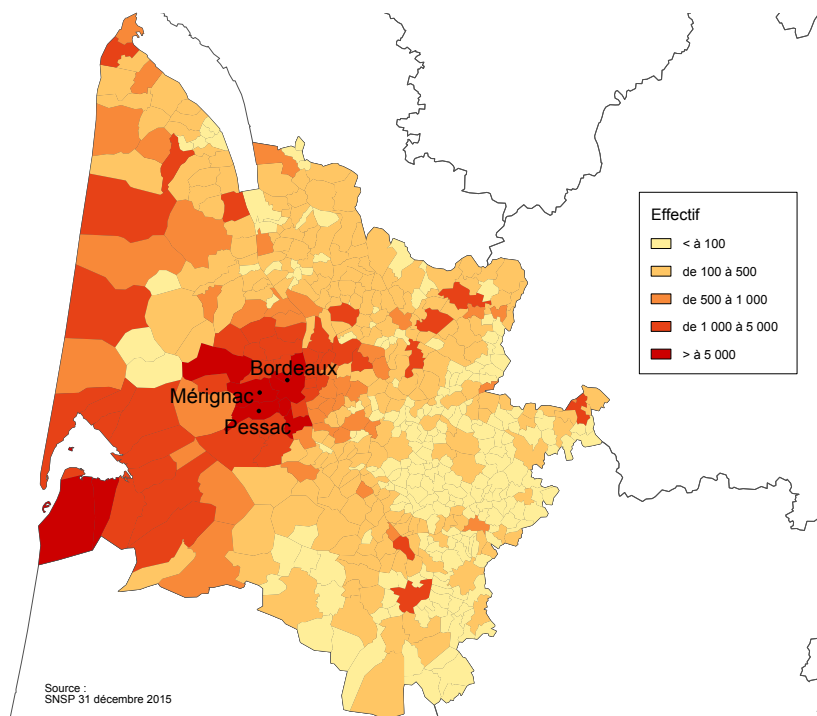 Effectif
< à 100
de 100 à 500
de 500 à 1 000
de 1 000 à 5 000
> à 5 000
Bordeaux
Mérignac
Pessac
Source :
SNSP 31 décembre 2015